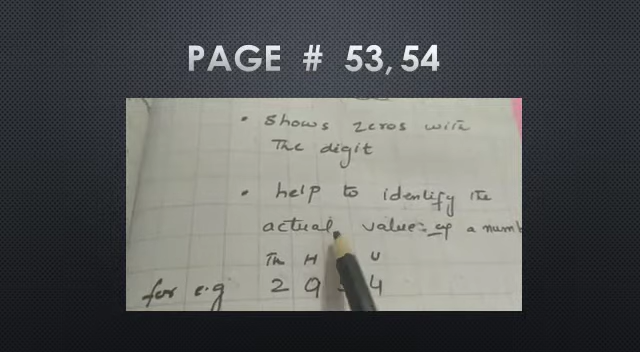 PAGE # 53, 54
• shows zeros with
The digit
• help to identify the
actual value of a
Th H U
for e.g 2 9 4